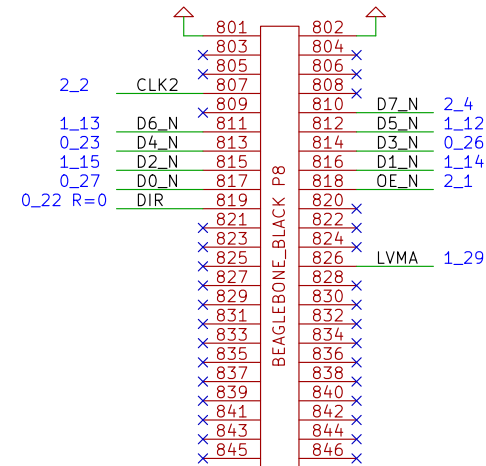 801 802
803 804
805 806
2_2 CLK2 807 808
809 810 D7_N 2_4
1_13 D6_N 811 812 D5_N 1_12
0_23 D4_N 813 814 D3_N 0_26
1_15 D2_N 815 816 D1_N 1_14
0_27 D0_N 817 818 OE_N 2_1
0_22 R=0 DIR 819 820
821 822
823 824
825 826 LVMA 1_29
827 828
829 830
831 832
833 834
835 836
837 838
839 840
841 842
843 844
845 846
BEAGLEBONE_BLACK P8